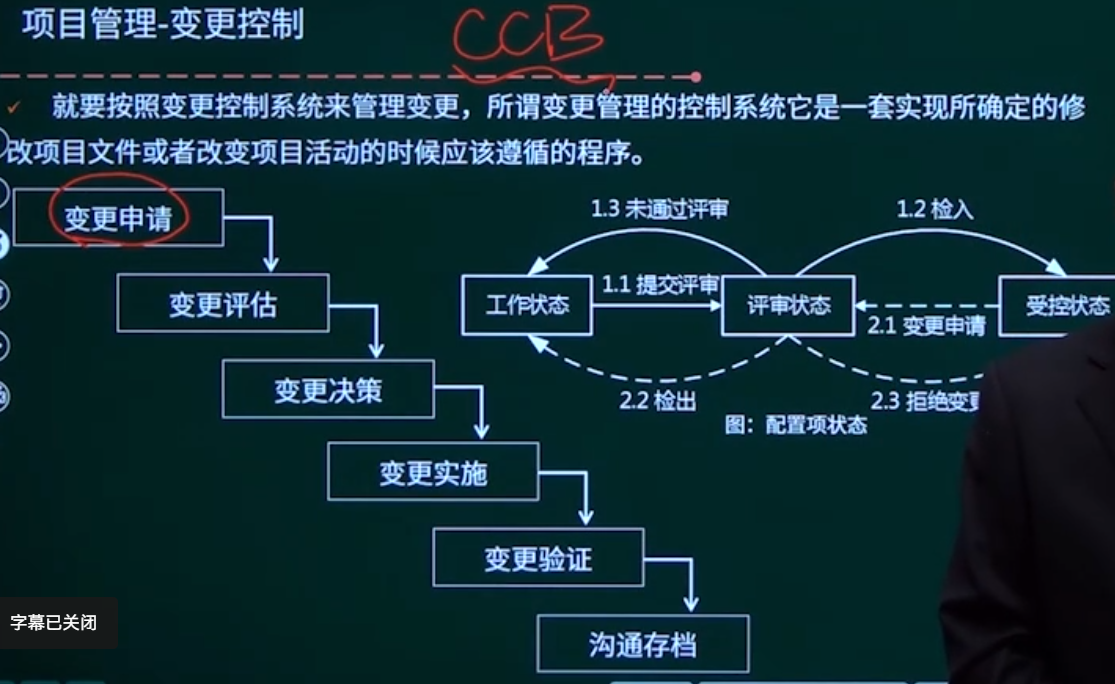 项目管理-变更控制
CCB
就要按照变更控制系统来管理变更，所谓变更管理的控制系统它是一套实现所确定的修
改项目文件或者改变项目活动的时候应该遵循的程序。
变更申请
变更评估
变更决策
变更实施
变更验证
沟通存档
1.3 未通过评审
1.2 检入
工作状态
1.1 提交评审
评审状态
2.1 变更申请
受控状态
2.2 检出
2.3 拒绝变更
图：配置项状态
字幕已关闭